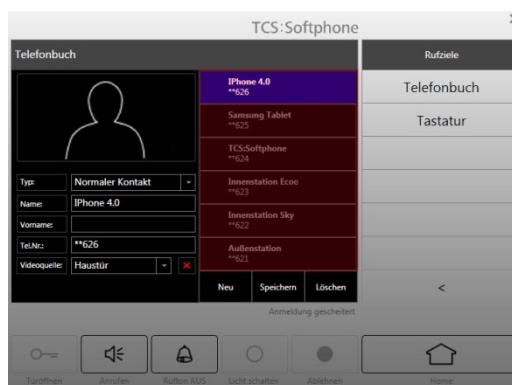 TCS:Softphone
Telefonbuch
Typ:
Normaler Kontakt
Name:
IPhone 4.0
Vorname:
Tel.Nr.:
**626
Videoquelle:
Haustür
IPhone 4.0
**626
Samsung Tablet
**625
TCS:Softphone
**624
Innenstation Ecoc
**623
Innenstation Sky
**622
Außenstation
**621
Neu
Speichern
Löschen
Anmeldung gescheitert
Rufziele
Telefonbuch
Tastatur
<
Türöffnen
Anrufen
Rufton AUS
Licht schalten
Ablehnen
Home